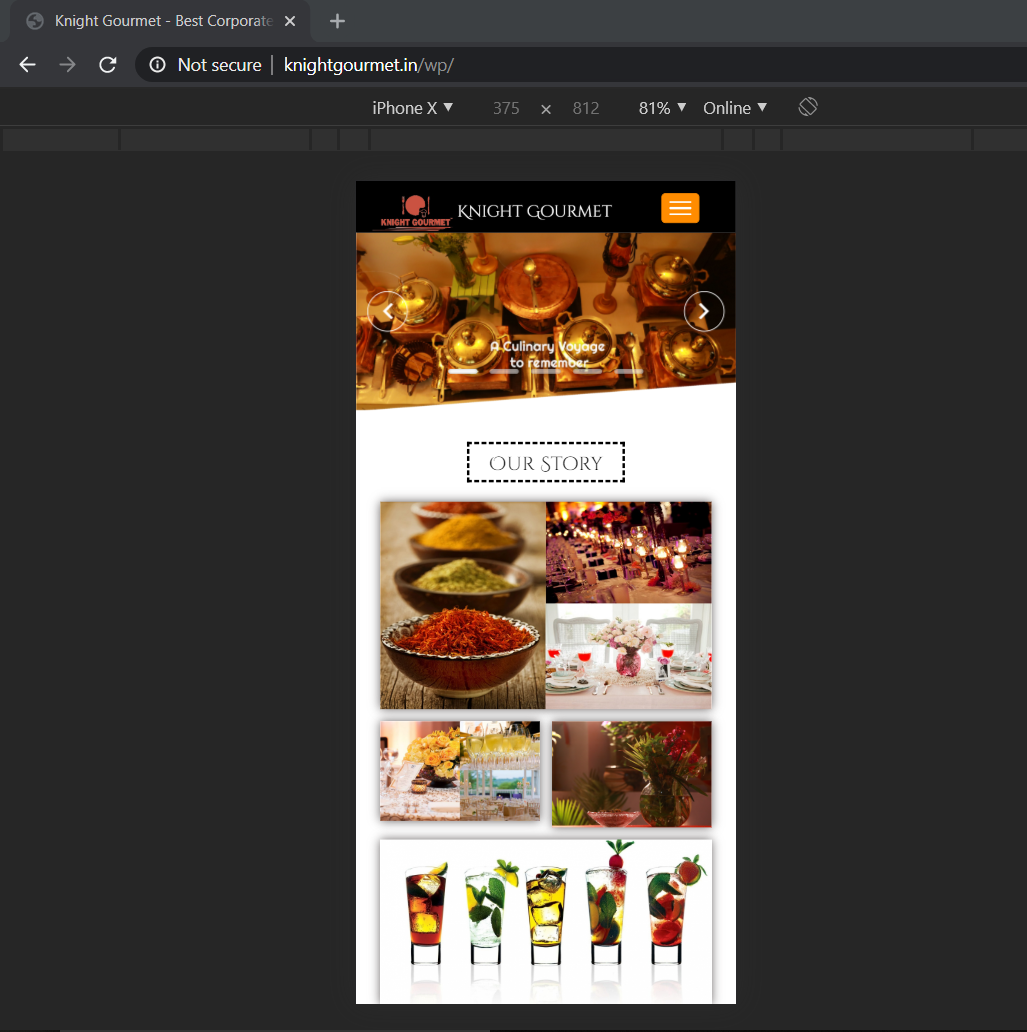 Knight Gourmet - Best Corporate
Not secure knightgourmet.in/wp/
iPhone X 375 × 812 81% Online
KNIGHT GOURMET
Knight Gourmet
A Culinary Voyage
to remember
Our Story